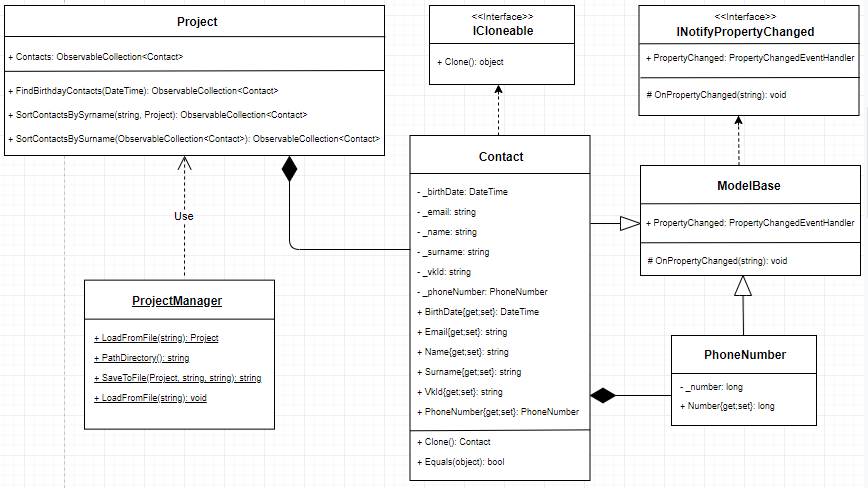 Project
+ Contacts: ObservableCollection<Contact>
+ FindBirthdayContacts(DateTime): ObservableCollection<Contact>
+ SortContactsBySyrname(string, Project): ObservableCollection<Contact>
+ SortContactsBySurname(ObservableCollection<Contact>): ObservableCollection<Contact>
<<Interface>>
ICloneable
+ Clone(): object
<<Interface>>
INotifyPropertyChanged
+ PropertyChanged: PropertyChangedEventHandler
# OnPropertyChanged(string): void
Use
ProjectManager
+ LoadFromFile(string): Project
+ PathDirectory(): string
+ SaveToFile(Project, string, string): string
+ LoadFromFile(string): void
Contact
- _birthDate: DateTime
- _email: string
- _name: string
- _surname: string
- _vkId: string
- _phoneNumber: PhoneNumber
+ BirthDate{get;set}: DateTime
+ Email{get;set}: string
+ Name{get;set}: string
+ Surname{get;set}: string
+ VkId{get;set}: string
+ PhoneNumber{get;set}: PhoneNumber
+ Clone(): Contact
+ Equals(object): bool
ModelBase
+ PropertyChanged: PropertyChangedEventHandler
# OnPropertyChanged(string): void
PhoneNumber
- _number: long
+ Number{get;set}: long